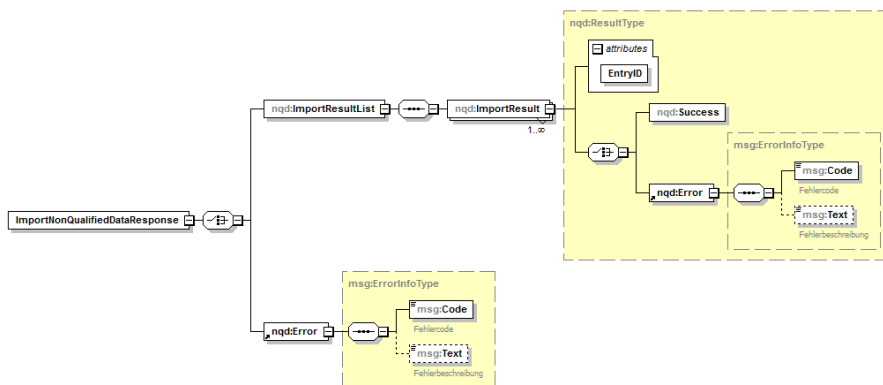 nqd:ResultType
attributes
EntryID
nqd:ImportResultList
nqd:ImportResult
1..∞
nqd:Success
msg:ErrorInfoType
msg:Code
Fehlercode
nqd:Error
msg:Text
Fehlerbeschreibung
ImportNonQualifiedDataResponse
msg:ErrorInfoType
msg:Code
Fehlercode
nqd:Error
msg:Text
Fehlerbeschreibung